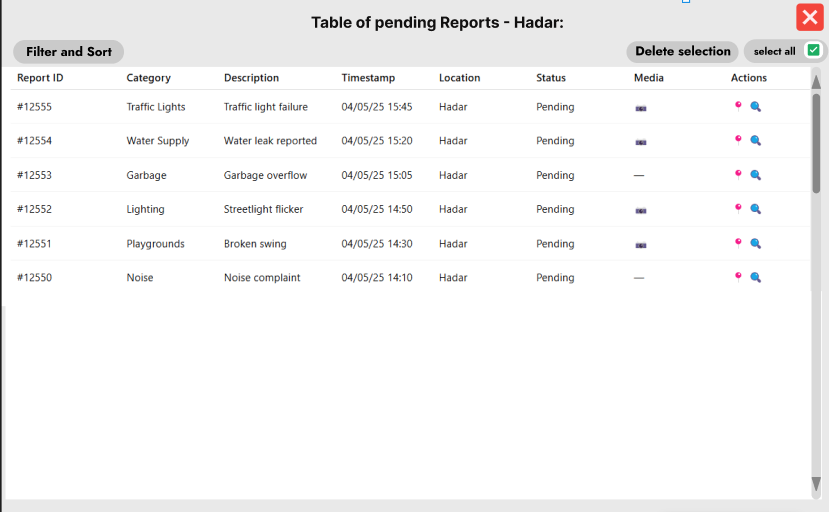 Table of pending Reports - Hadar:
Filter and Sort
Delete selection
select all
Report ID Category Description Timestamp Location Status Media Actions
#12555 Traffic Lights Traffic light failure 04/05/25 15:45 Hadar Pending
#12554 Water Supply Water leak reported 04/05/25 15:20 Hadar Pending
#12553 Garbage Garbage overflow 04/05/25 15:05 Hadar Pending —
#12552 Lighting Streetlight flicker 04/05/25 14:50 Hadar Pending
#12551 Playgrounds Broken swing 04/05/25 14:30 Hadar Pending
#12550 Noise Noise complaint 04/05/25 14:10 Hadar Pending —